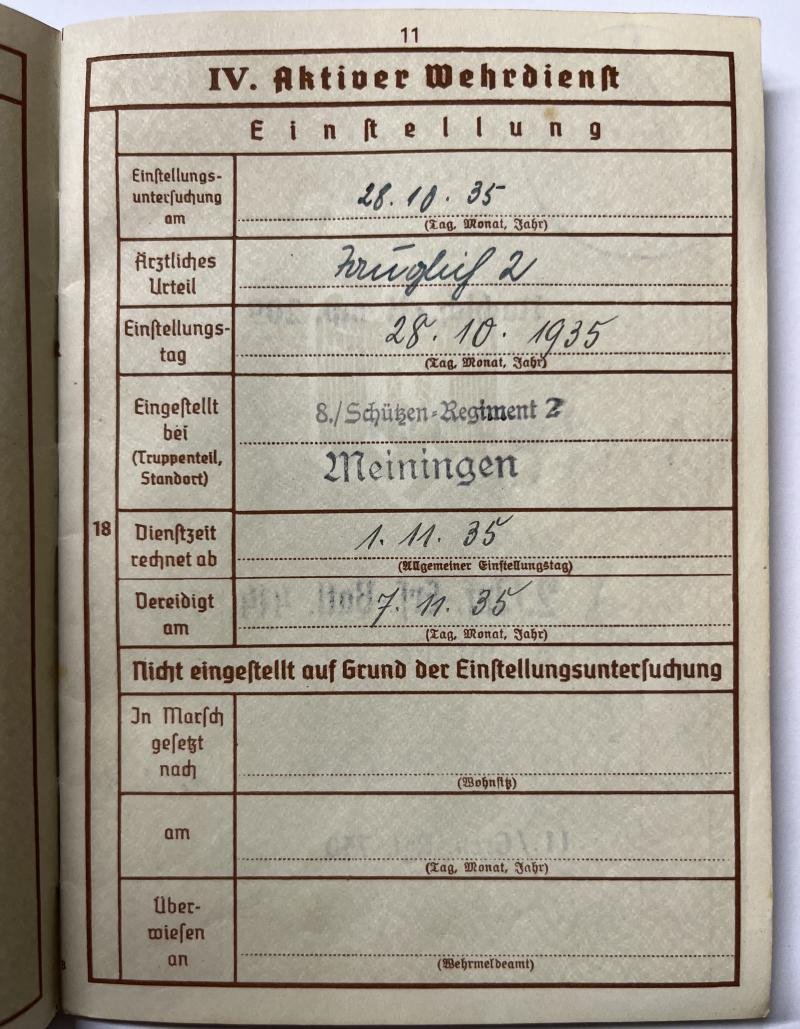 11
IV. Aktiver Wehrdienst
Einstellung
Einstellungs-
untersuchung
am
28.10.35
(Tag, Monat, Jahr)
Ärztliches
Urteil
Tauglich 2
Einstellungs-
tag
28.10.1935
(Tag, Monat, Jahr)
Eingestellt
bei
(Truppenteil,
Standort)
8./Schützen-Regiment 2
Meiningen
18
Dienstzeit
rechnet ab
1. 11. 35
(Allgemeiner Einstellungstag)
Vereidigt
am
7. 11. 35
(Tag, Monat, Jahr)
Nicht eingestellt auf Grund der Einstellungsuntersuchung
In Marsch
gesetzt
nach
(Wohnsitz)
am
(Tag, Monat, Jahr)
Über-
wiesen
an
(Wehrmeldeamt)